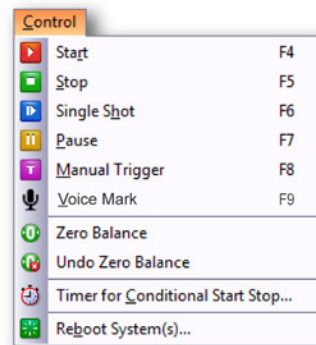 Control
Start F4
Stop F5
Single Shot F6
Pause F7
T Manual Trigger F8
Voice Mark F9
0 Zero Balance
Undo Zero Balance
Timer for Conditional Start Stop...
Reboot System(s)...